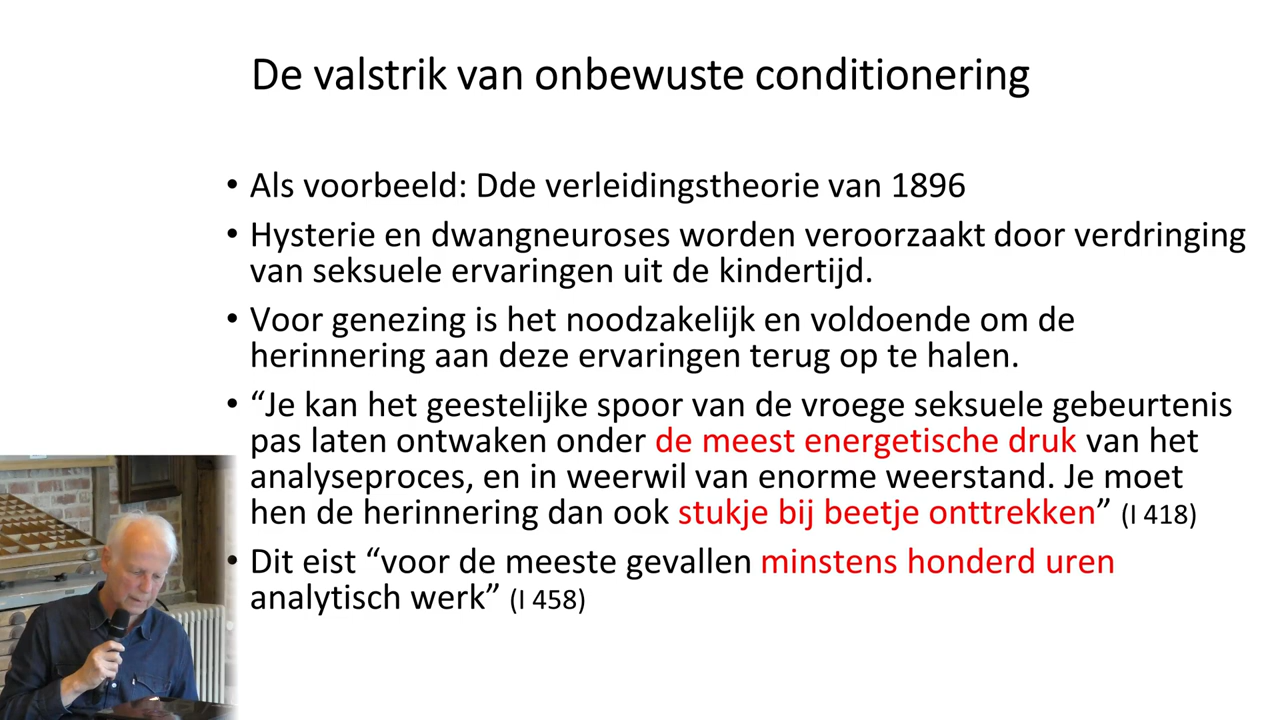 De valstrik van onbewuste conditionering
• Als voorbeeld: Dde verleidingstheorie van 1896
• Hysterie en dwangneuroses worden veroorzaakt door verdringing
van seksuele ervaringen uit de kindertijd.
• Voor genezing is het noodzakelijk en voldoende om de
herinnering aan deze ervaringen terug op te halen.
• “Je kan het geestelijke spoor van de vroege seksuele gebeurtenis
pas laten ontwaken onder de meest energetische druk van het
analyseproces, en in weerwil van enorme weerstand. Je moet
hen de herinnering dan ook stukje bij beetje onttrekken” (I 418)
• Dit eist “voor de meeste gevallen minstens honderd uren
analytisch werk” (I 458)